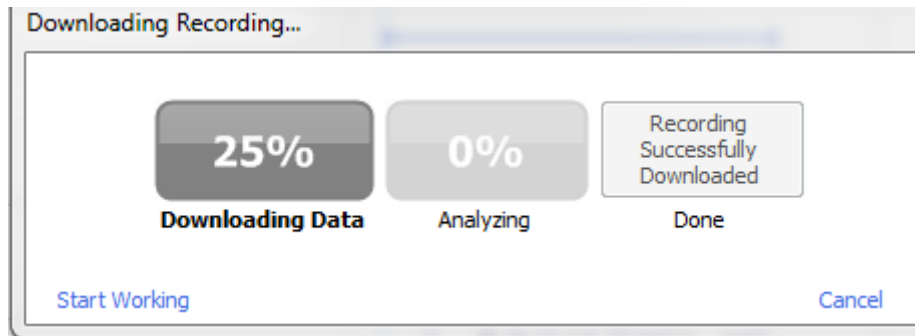 Downloading Recording...
25%
0%
Recording
Successfully
Downloaded
Downloading Data
Analyzing
Done
Start Working
Cancel